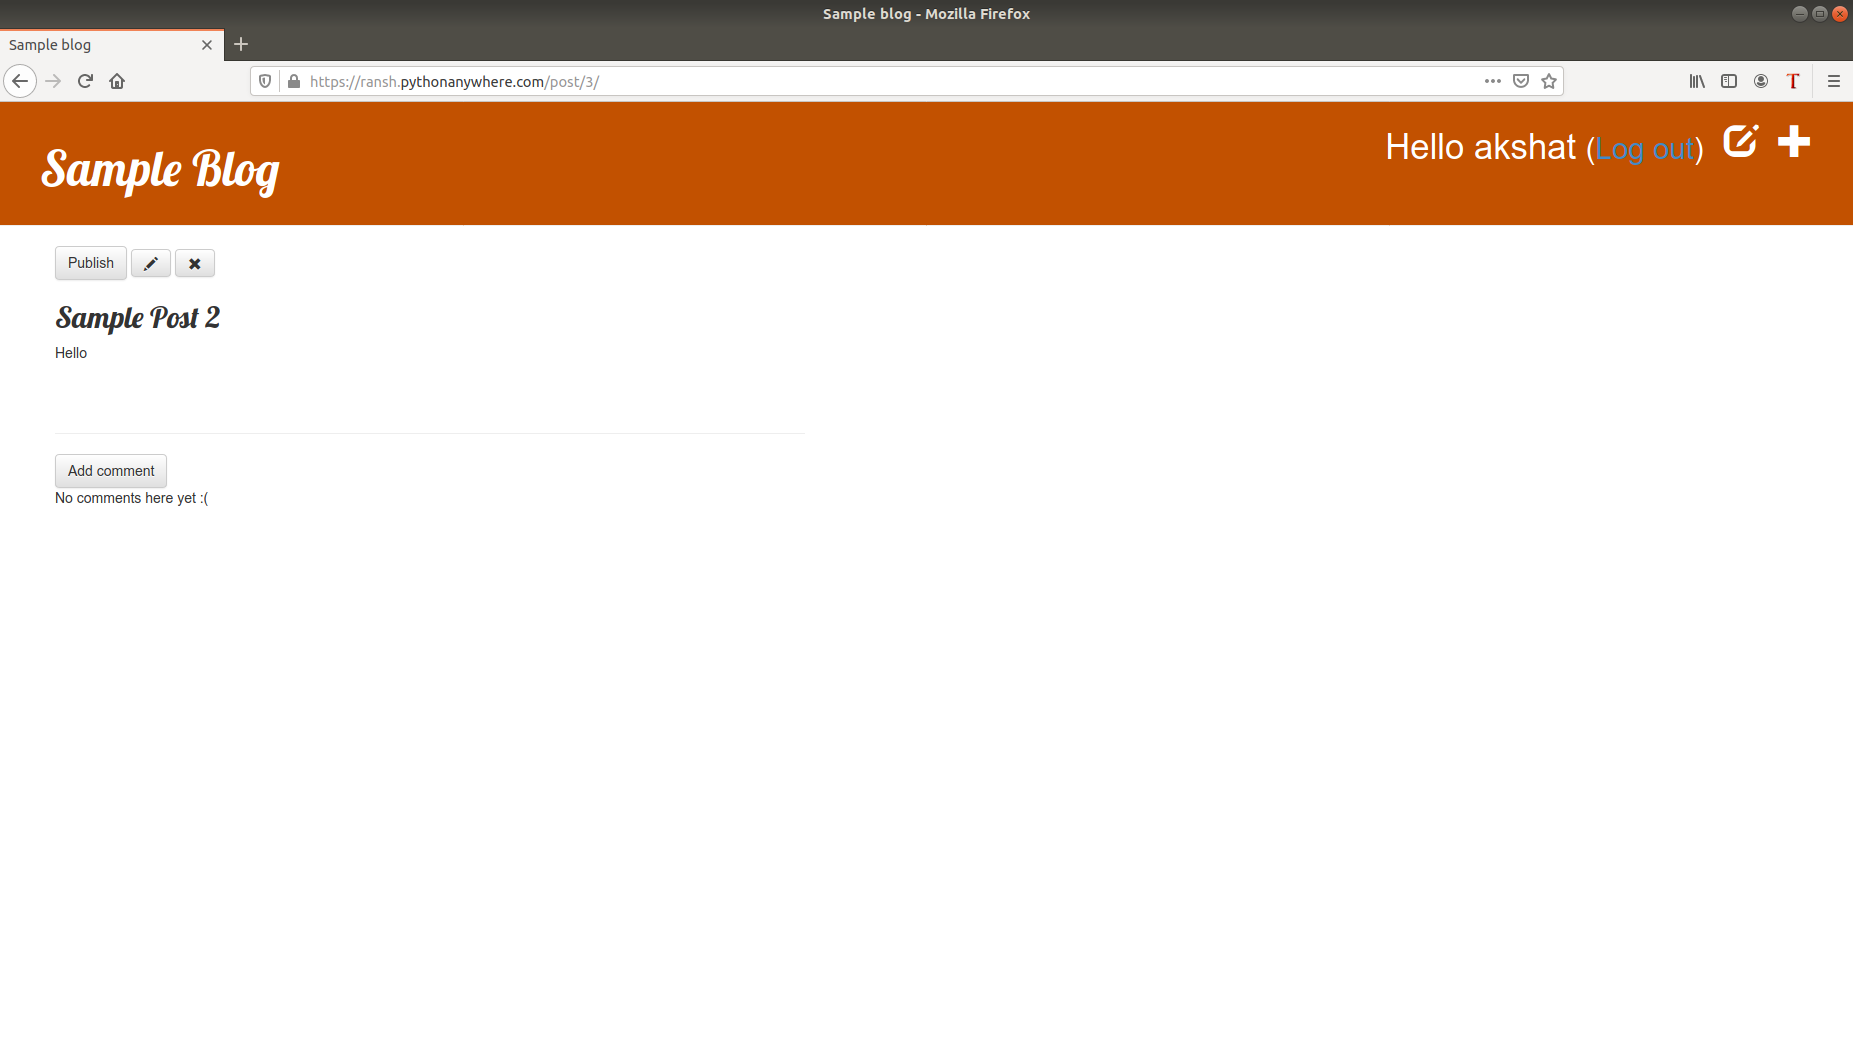 Sample blog - Mozilla Firefox
Sample blog
https://ransh.pythonanywhere.com/post/3/
T
Sample Blog
Hello akshat (Log out)
Publish
Sample Post 2
Hello
Add comment
No comments here yet :(